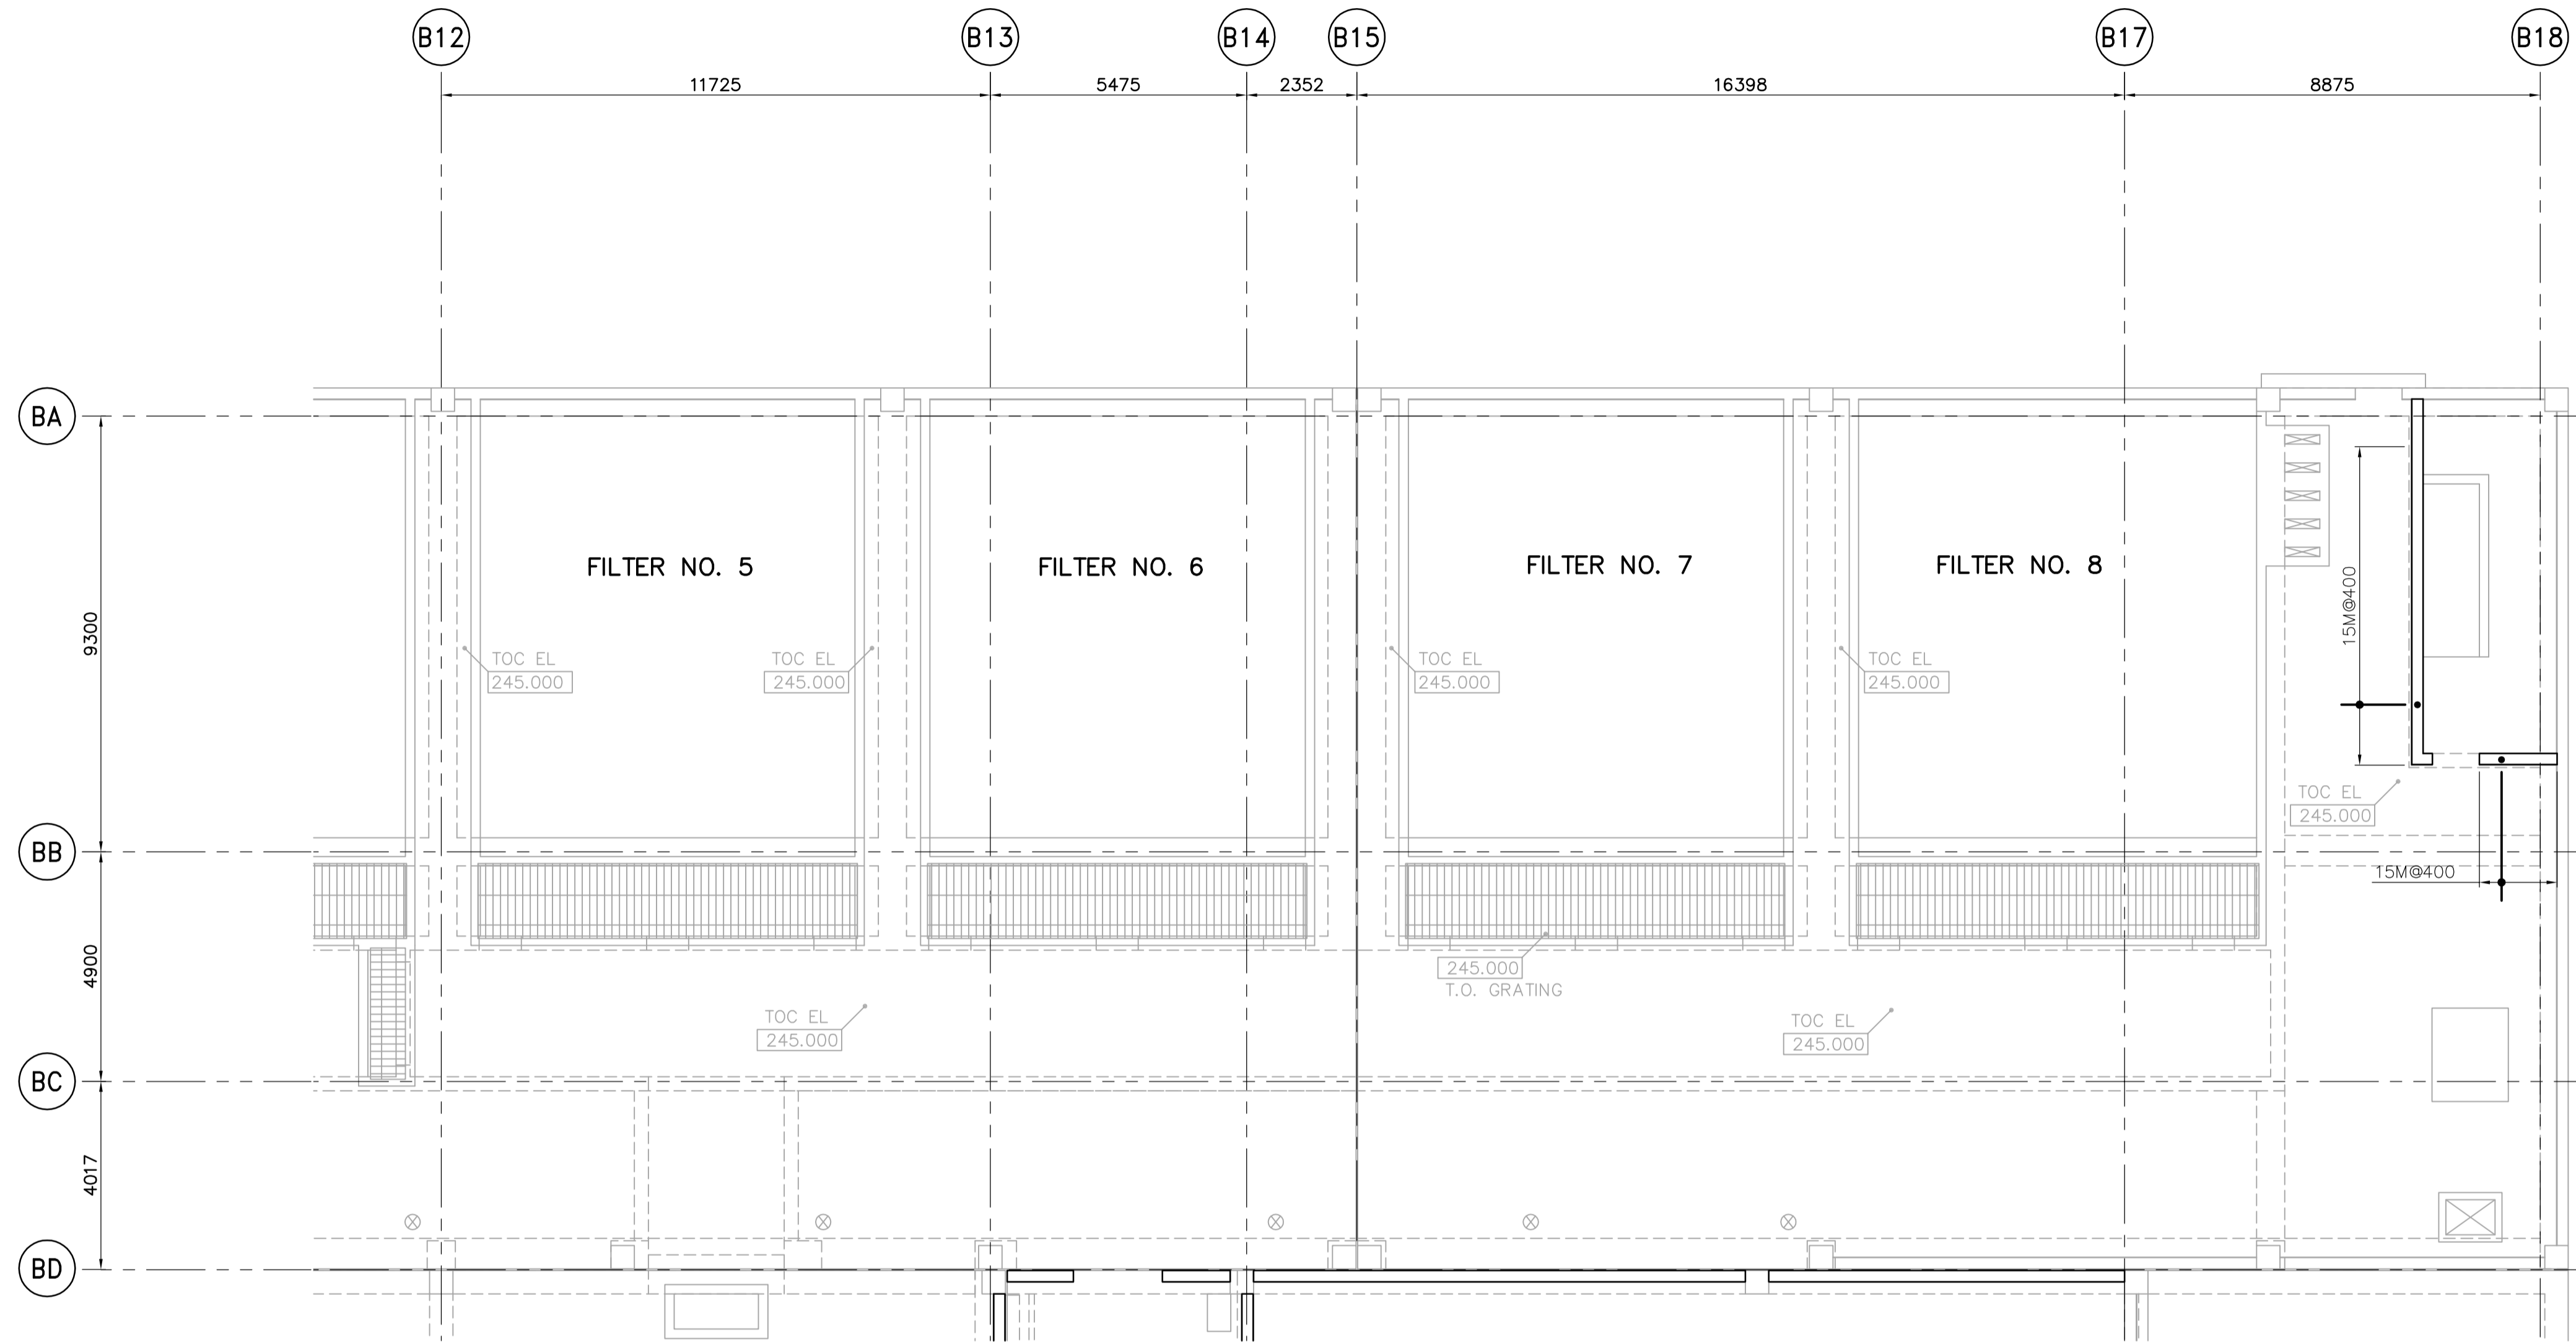 B12
B13
B14
B15
B17
B18
11725
5475
2352
16398
8875
BA
9300
FILTER NO. 5
FILTER NO. 6
FILTER NO. 7
FILTER NO. 8
15M@400
TOC EL
245.000
TOC EL
245.000
TOC EL
245.000
TOC EL
245.000
TOC EL
245.000
BB
15M@400
4900
245.000
T.O. GRATING
TOC EL
245.000
TOC EL
245.000
BC
4017
BD